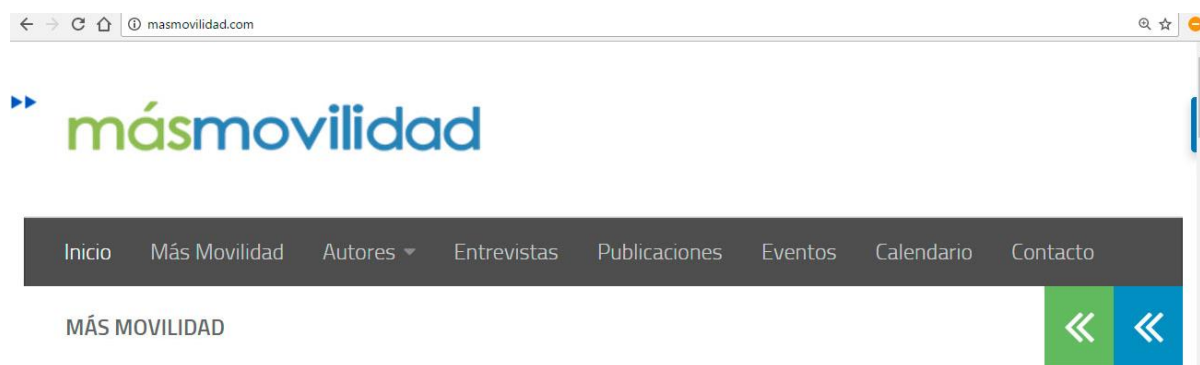 masmovilidad.com
másmovilidad
Inicio Más Movilidad Autores Entrevistas Publicaciones Eventos Calendario Contacto
MÁS MOVILIDAD